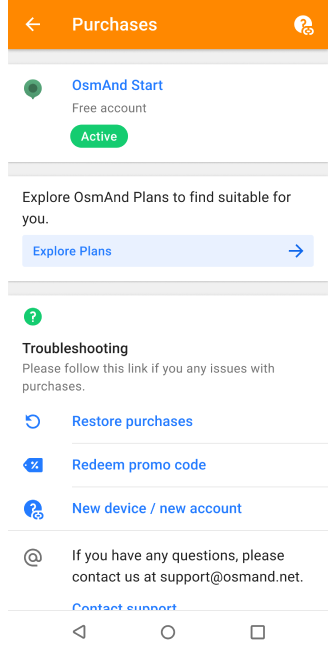 Purchases
OsmAnd Start
Free account
Active
Explore OsmAnd Plans to find suitable for
you.
Explore Plans
Troubleshooting
Please follow this link if you any issues with
purchases.
Restore purchases
Redeem promo code
New device / new account
If you have any questions, please
contact us at support@osmand.net.
Contact support